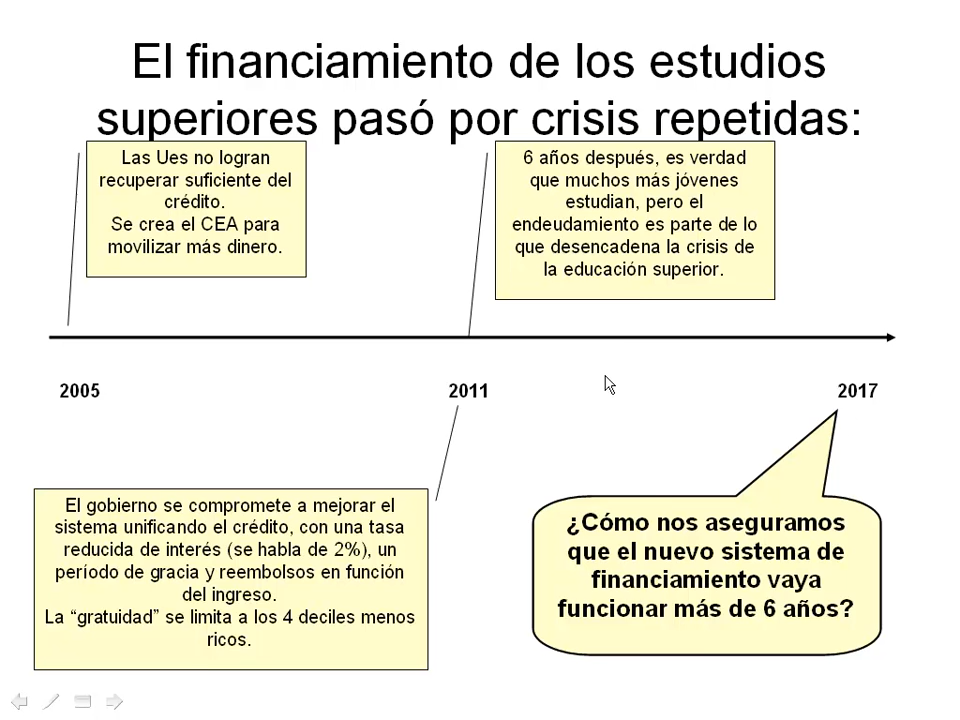 El financiamiento de los estudios
superiores pasó por crisis repetidas:
Las Ues no logran
recuperar suficiente del
crédito.
Se crea el CEA para
movilizar más dinero.
6 años después, es verdad
que muchos más jóvenes
estudian, pero el
endeudamiento es parte de lo
que desencadena la crisis de
la educación superior.
2005
2011
2017
El gobierno se compromete a mejorar el
sistema unificando el crédito, con una tasa
reducida de interés (se habla de 2%), un
período de gracia y reembolsos en función
del ingreso.
La “gratuidad” se limita a los 4 deciles menos
ricos.
¿Cómo nos aseguramos
que el nuevo sistema de
financiamiento vaya
funcionar más de 6 años?